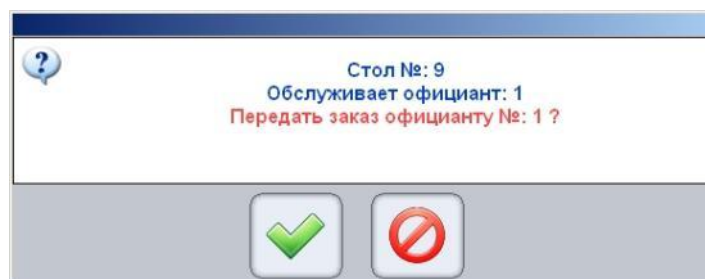 Стол №: 9
Обслуживает официант: 1
Передать заказ официанту №: 1 ?